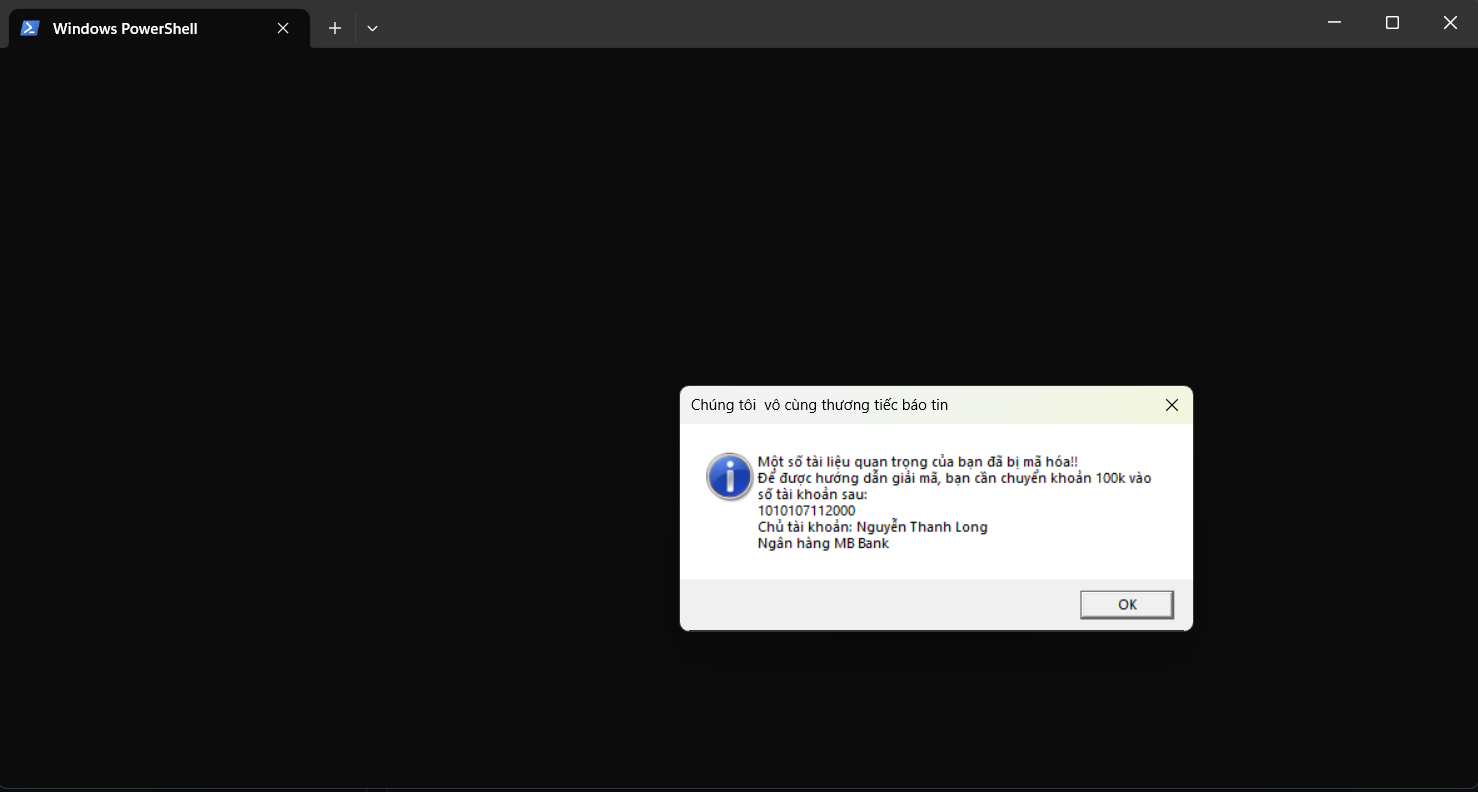 Windows PowerShell
Chúng tôi  vô cùng thương tiếc báo tin
Một số tài liệu quan trọng của bạn đã bị mã hóa!!
Để được hướng dẫn giải mã, bạn cần chuyển khoản 100k vào
số tài khoản sau:
1010107112000
Chủ tài khoản: Nguyễn Thanh Long
Ngân hàng MB Bank
OK